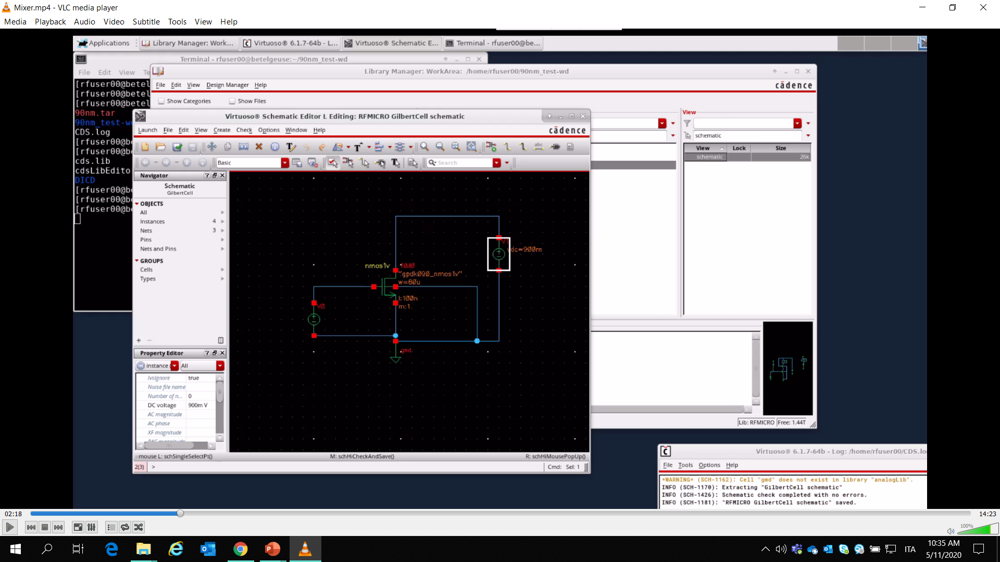 Mixer.mp4 - VLC media player
Media Playback Audio Video Subtitle Tools View Help
Applications Library Manager: Work... Virtuoso® 6.1.7-64b - L... Virtuoso® Schematic E... Terminal - rfuser00@be...
Terminal - rfuser00@betelgeuse:~/90nm_test-wd
File Edit View Te
Library Manager: WorkArea: /home/rfuser00/90nm_test-wd
File Edit View Design Manager Help
cādence
Show Categories Show Files
[rfuser00@betel
[rfuser00@betel
[rfuser00@betel
90nm.tar
90nm_test-w
CDS.log
[rfuser00@be
[rfuser00@be
cds.lib
cdsLibEdito
DICD
[rfuser00@be
[rfuser00@be
[rfuser00@be
Virtuoso® Schematic Editor L Editing: RFMICRO GilbertCell schematic
Launch File Edit View Create Check Options Window Help
cādence
Basic
Search
Navigator
Schematic
GilbertCell
OBJECTS
All
Instances 4
Nets 3
Pins
Nets and Pins
GROUPS
Cells
Types
Property Editor
instance All
lvsIgnore true
Noise file name
Number of n... 0
DC voltage 900m V
AC magnitude
AC phase
XF magnitude
PAC magnitude
nmos1v NM0
"gpdk090_nmos1v"
w=80u
l:100n
m:1
V0
V1
vdc=900m
gnd
mouse L: schSingleSelectPt() M: schHiCheckAndSave() R: schHiMousePopUp()
2(3) > Cmd: Sel: 1
View
schematic
View Lock Size
schematic 26k
Lib: RFMICRO Free: 1.44T
Virtuoso® 6.1.7-64b - Log: /home/rfuser00/CDS.lo
File Tools Options Help
*WARNING* (SCH-1162): Cell "gmd" does not exist in library "analogLib".
INFO (SCH-1170): Extracting "GilbertCell schematic"
INFO (SCH-1426): Schematic check completed with no errors.
INFO (SCH-1181): "RFMICRO GilbertCell schematic" saved.
02:18 14:23
100%
ITA
10:35 AM
5/11/2020